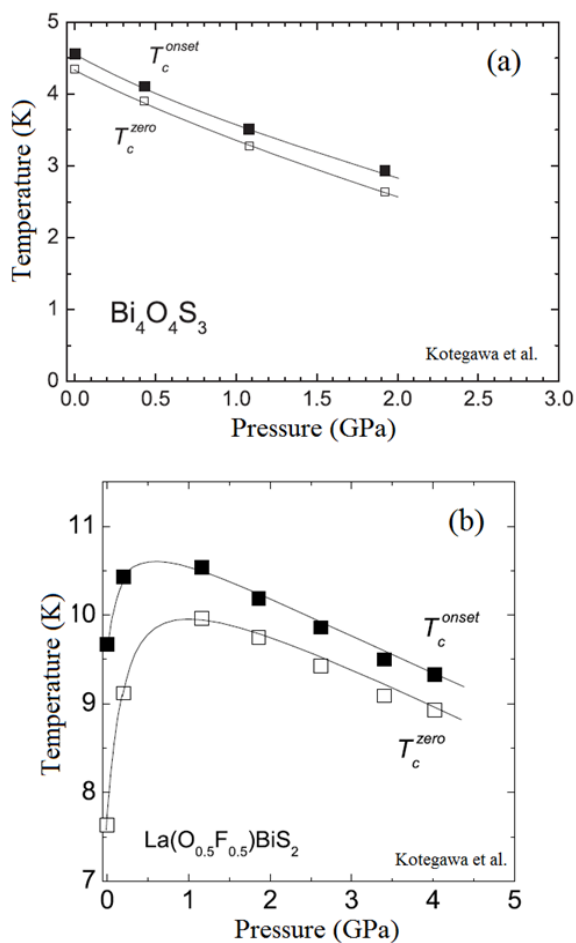 5
4
3
2
1
0
Temperature (K)
(a)
T_c^onset
T_c^zero
Bi₄O₄S₃
Kotegawa et al.
0.0 0.5 1.0 1.5 2.0 2.5 3.0
Pressure (GPa)
11
10
9
8
7
Temperature (K)
(b)
T_c^onset
T_c^zero
La(O₀.₅F₀.₅)BiS₂
Kotegawa et al.
0 1 2 3 4 5
Pressure (GPa)